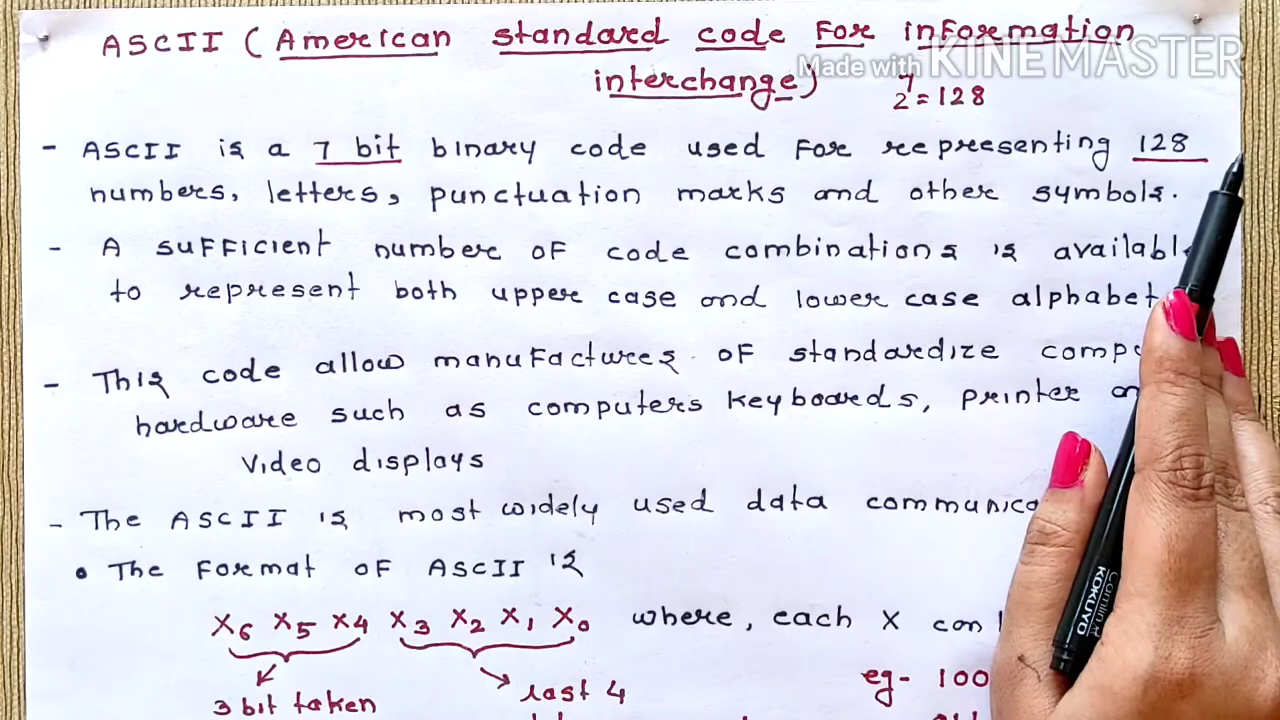 ASCII (American standard code for information
Made with KINEMASTER
interchange)
2⁷ = 128
- ASCII is a 7 bit binary code used for representing 128
numbers, letters, punctuation marks and other symbols.
- A sufficient number of code combinations is availabl
to represent both upper case and lower case alphabet
- This code allow manufactures of standardize comp
hardware such as computers keyboards, printer
video displays
- The ASCII is most widely used data communica
• The format of ASCII is
X₆ X₅ X₄ X₃ X₂ X₁ X₀ where, each X can
3 bit taken
last 4
eg- 100
Camlin
KOKUYO